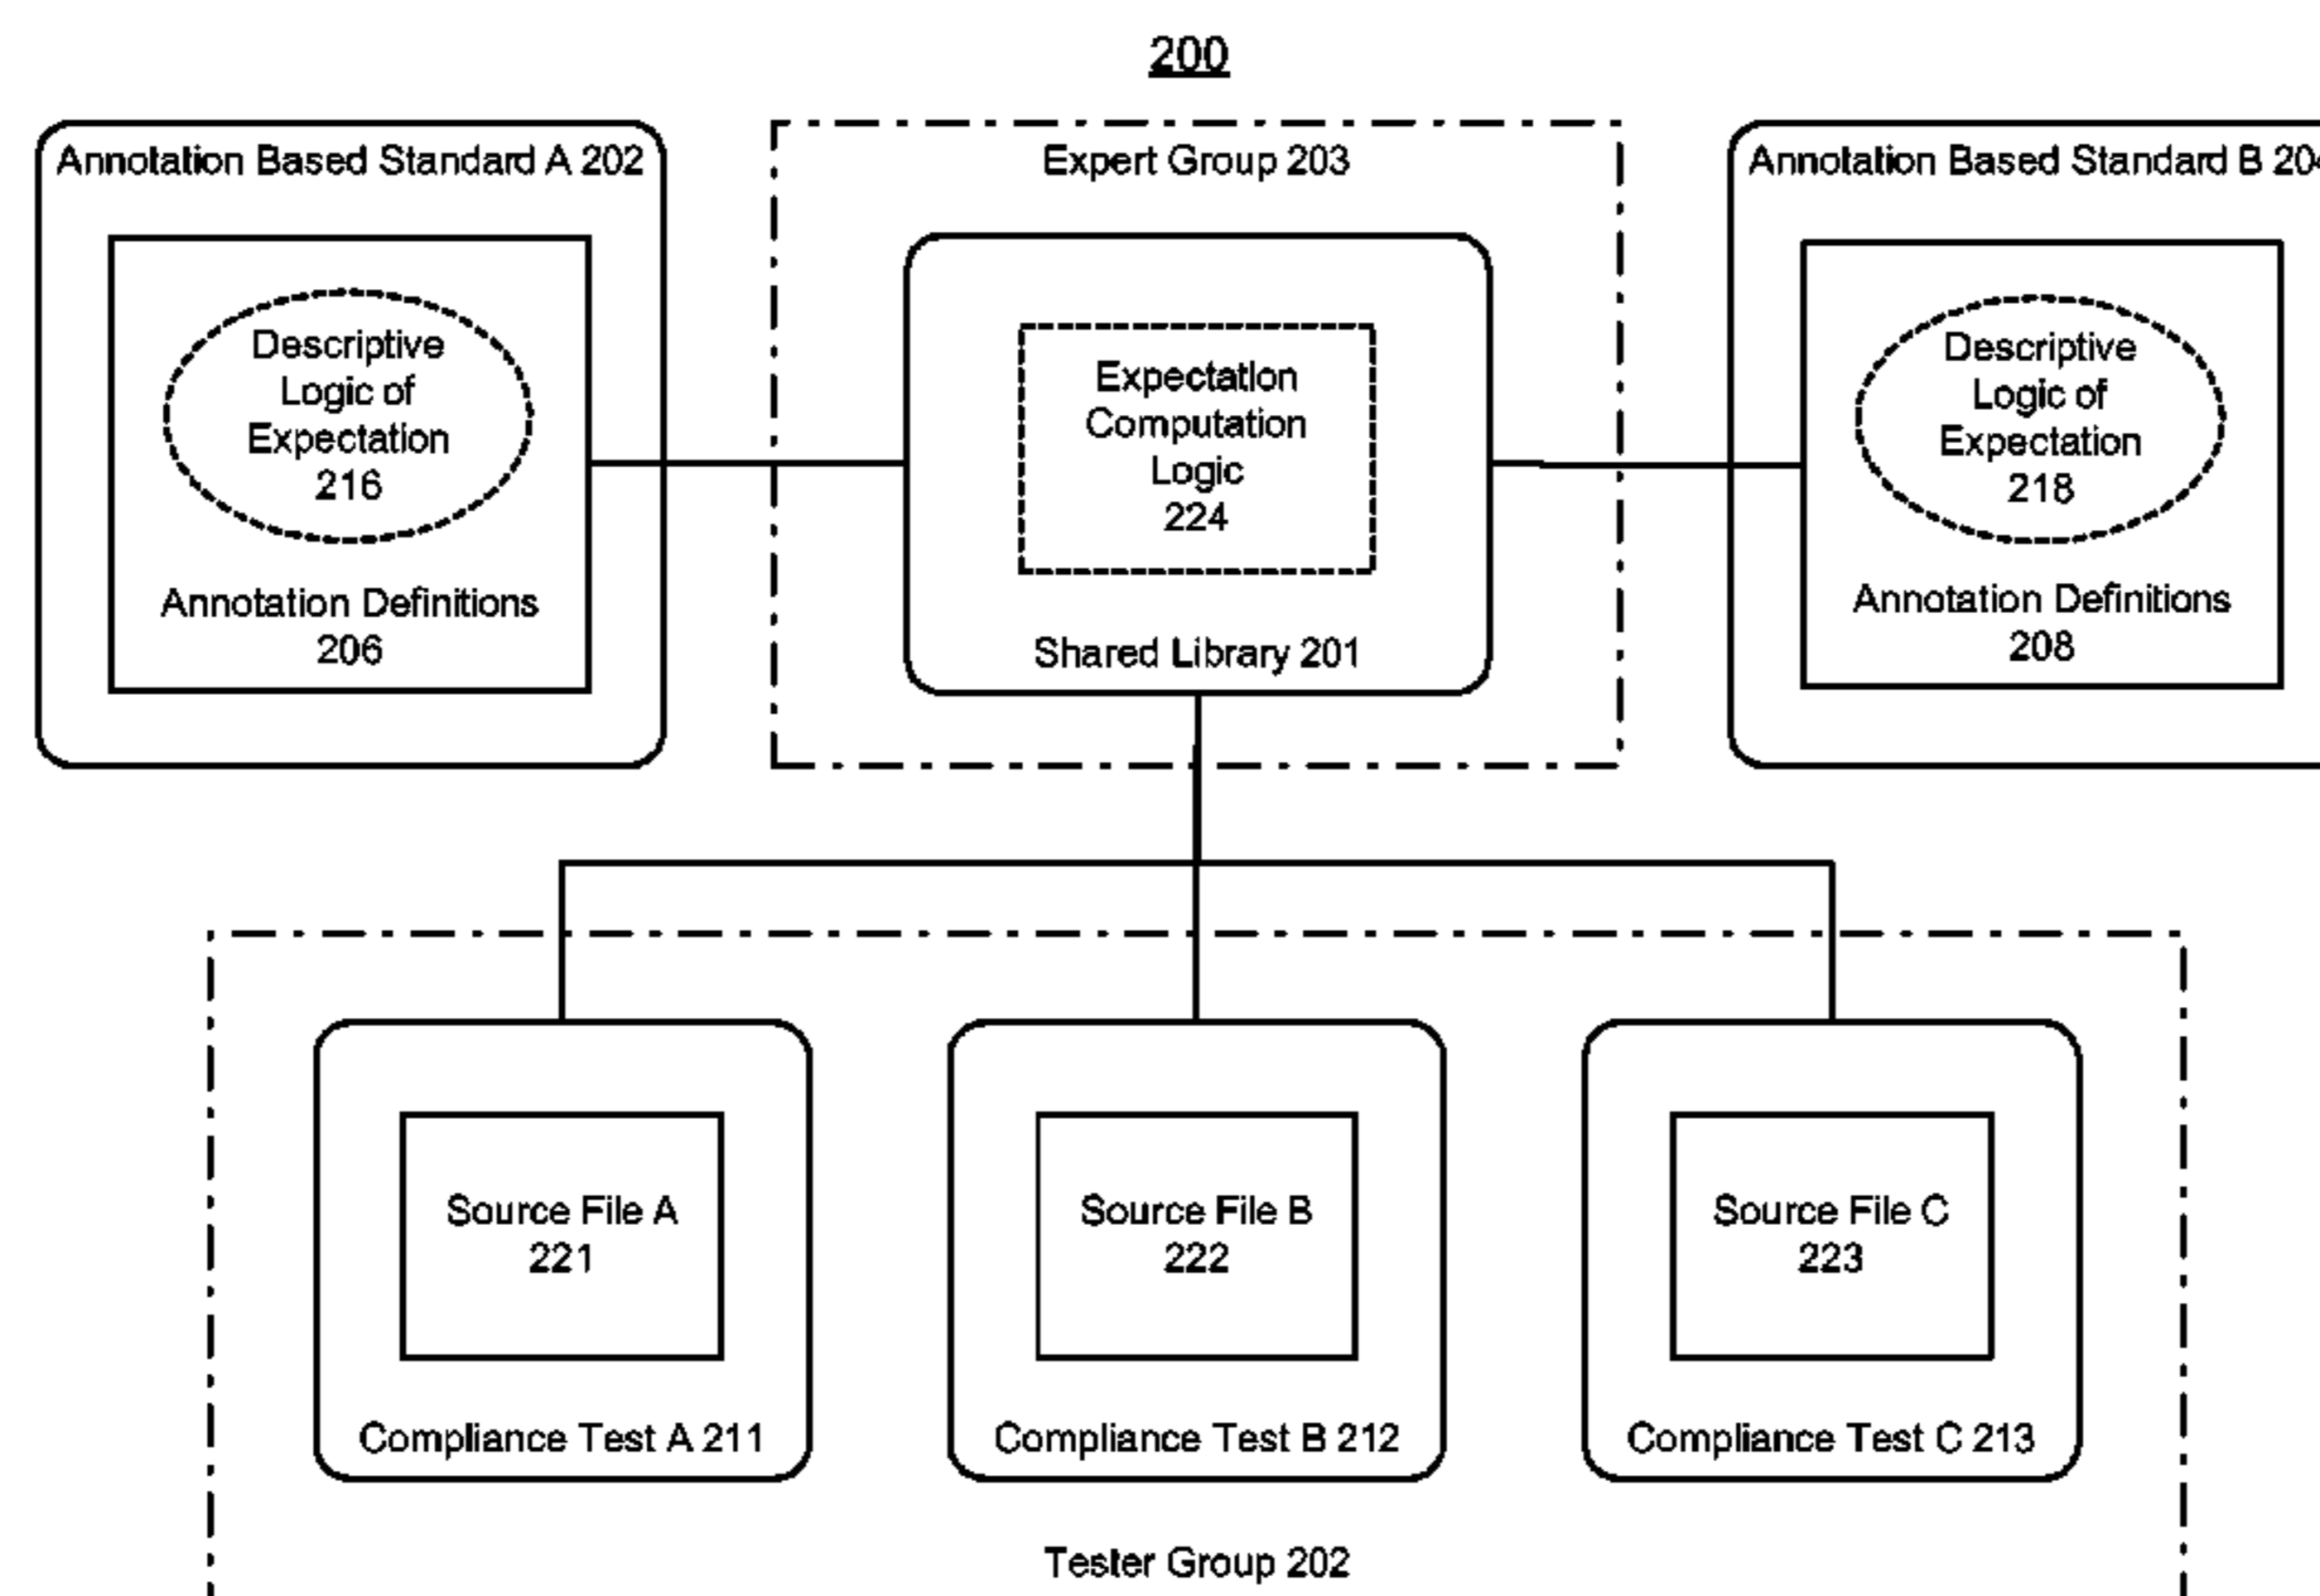 200
Annotation Based Standard A 202
Descriptive
Logic of
Expectation
216
Annotation Definitions
206
Expert Group 203
Expectation
Computation
Logic
224
Shared Library 201
Annotation Based Standard B 204
Descriptive
Logic of
Expectation
218
Annotation Definitions
208
Source File A
221
Compliance Test A 211
Source File B
222
Compliance Test B 212
Source File C
223
Compliance Test C 213
Tester Group 202